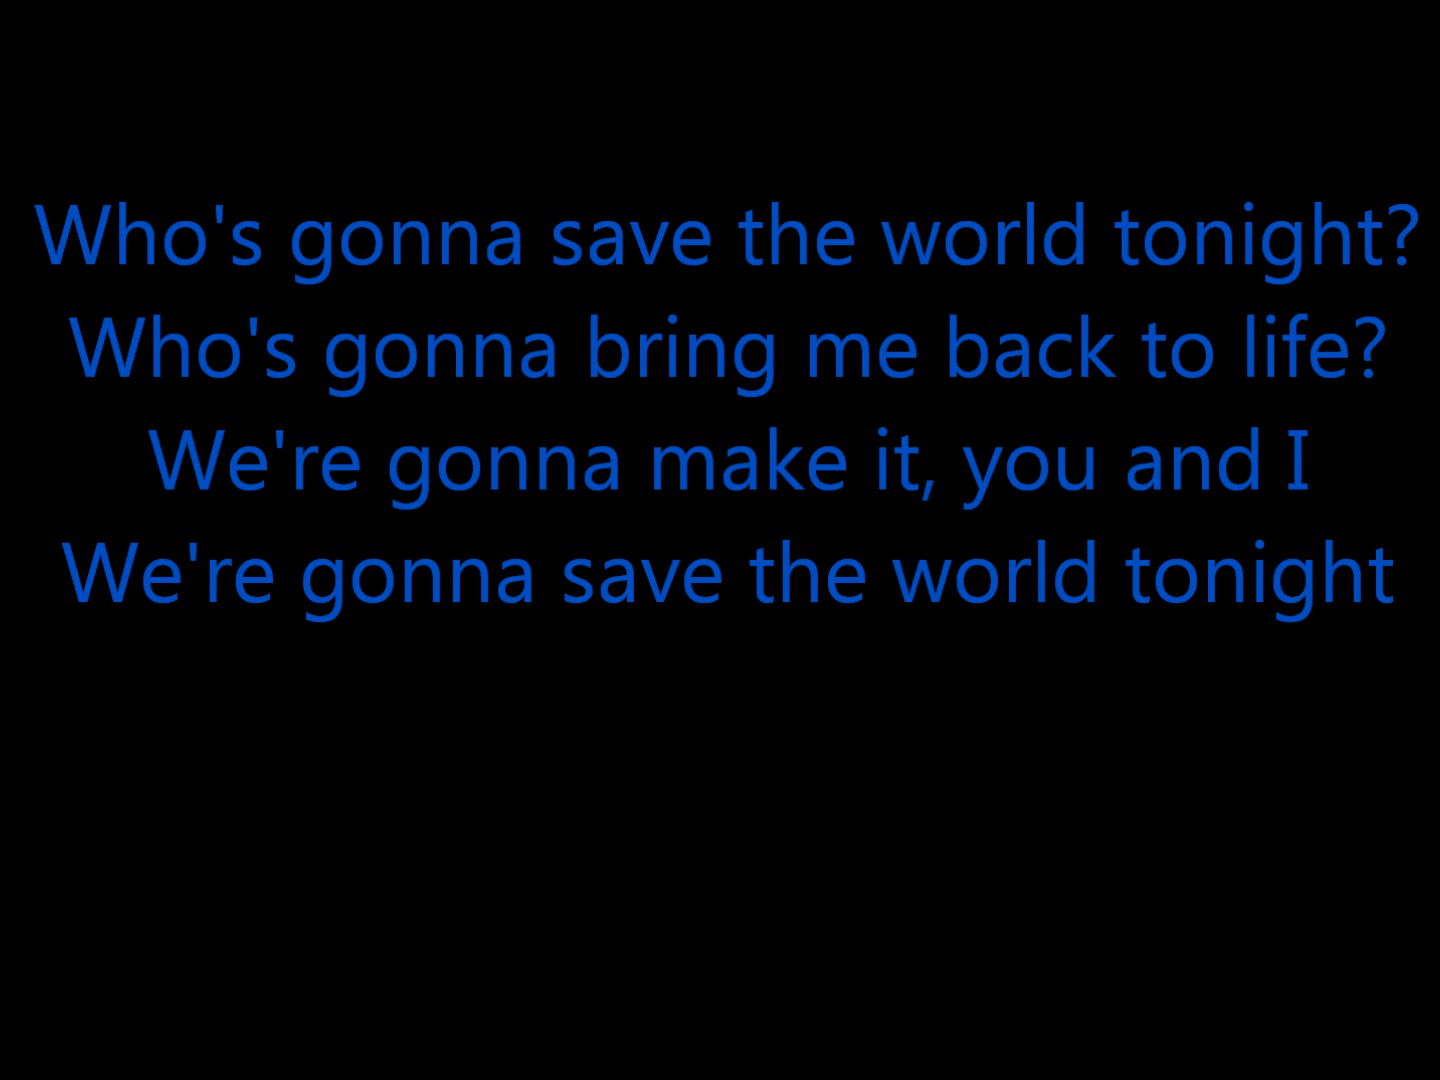 Who's gonna save the world tonight?
Who's gonna bring me back to life?
We're gonna make it, you and I
We're gonna save the world tonight